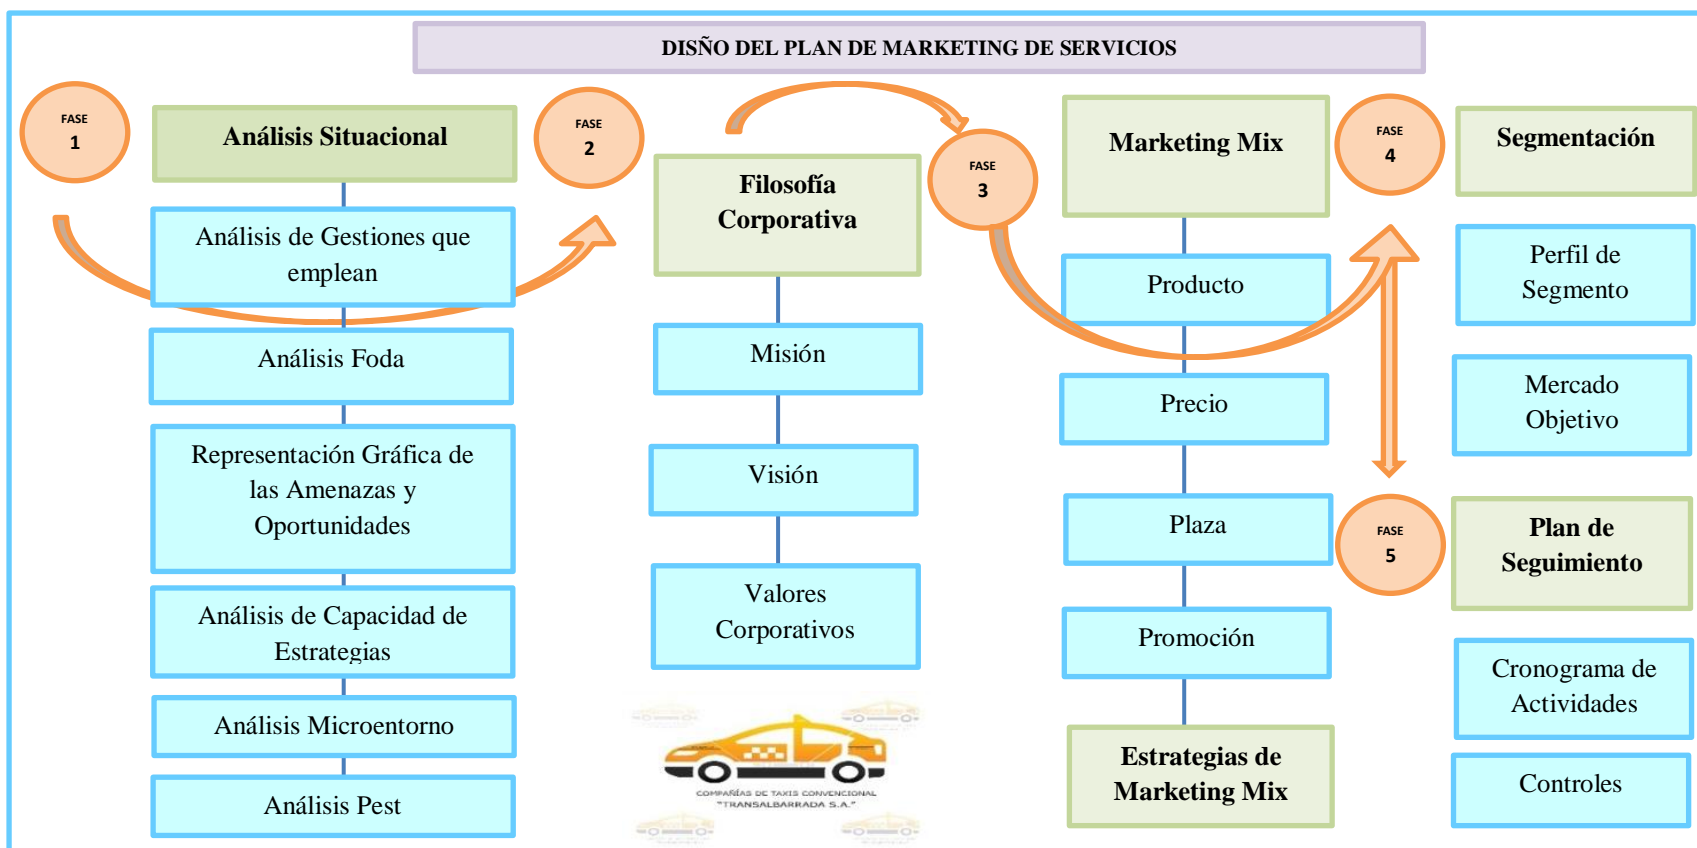 DISÑO DEL PLAN DE MARKETING DE SERVICIOS
FASE
1
Análisis Situacional
Análisis de Gestiones que
emplean
Análisis Foda
Representación Gráfica de
las Amenazas y
Oportunidades
Análisis de Capacidad de
Estrategias
Análisis Microentorno
Análisis Pest
FASE
2
Filosofía
Corporativa
Misión
Visión
Valores
Corporativos
COMPAÑÍAS DE TAXIS CONVENCIONAL
"TRANSALBARRADA S.A."
FASE
3
Marketing Mix
Producto
Precio
Plaza
Promoción
Estrategias de
Marketing Mix
FASE
4
Segmentación
Perfil de
Segmento
Mercado
Objetivo
FASE
5
Plan de
Seguimiento
Cronograma de
Actividades
Controles